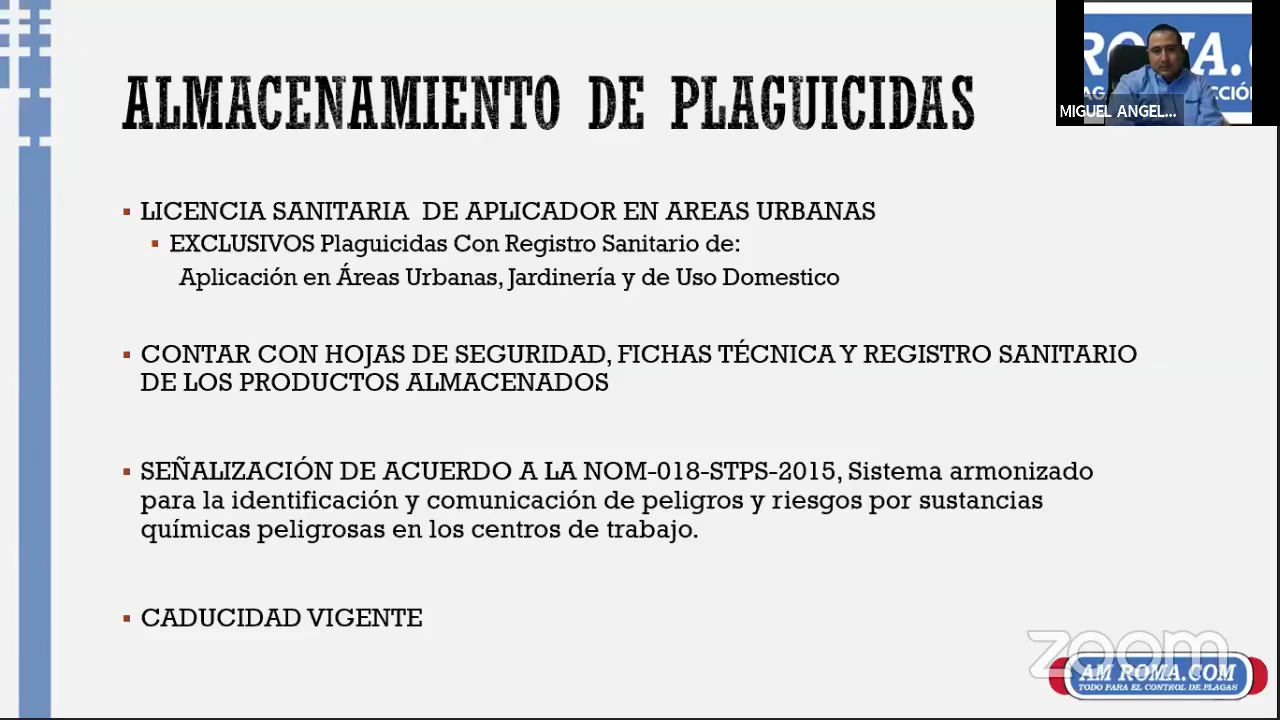 ALMACENAMIENTO DE PLAGUICIDAS
MIGUEL ANGEL...
▪ LICENCIA SANITARIA DE APLICADOR EN AREAS URBANAS
▪ EXCLUSIVOS Plaguicidas Con Registro Sanitario de:
Aplicación en Áreas Urbanas, Jardinería y de Uso Domestico
▪ CONTAR CON HOJAS DE SEGURIDAD, FICHAS TÉCNICA Y REGISTRO SANITARIO
DE LOS PRODUCTOS ALMACENADOS
▪ SEÑALIZACIÓN DE ACUERDO A LA NOM-018-STPS-2015, Sistema armonizado
para la identificación y comunicación de peligros y riesgos por sustancias
químicas peligrosas en los centros de trabajo.
▪ CADUCIDAD VIGENTE
zoom
AM ROMA.COM
TODO PARA EL CONTROL DE PLAGAS